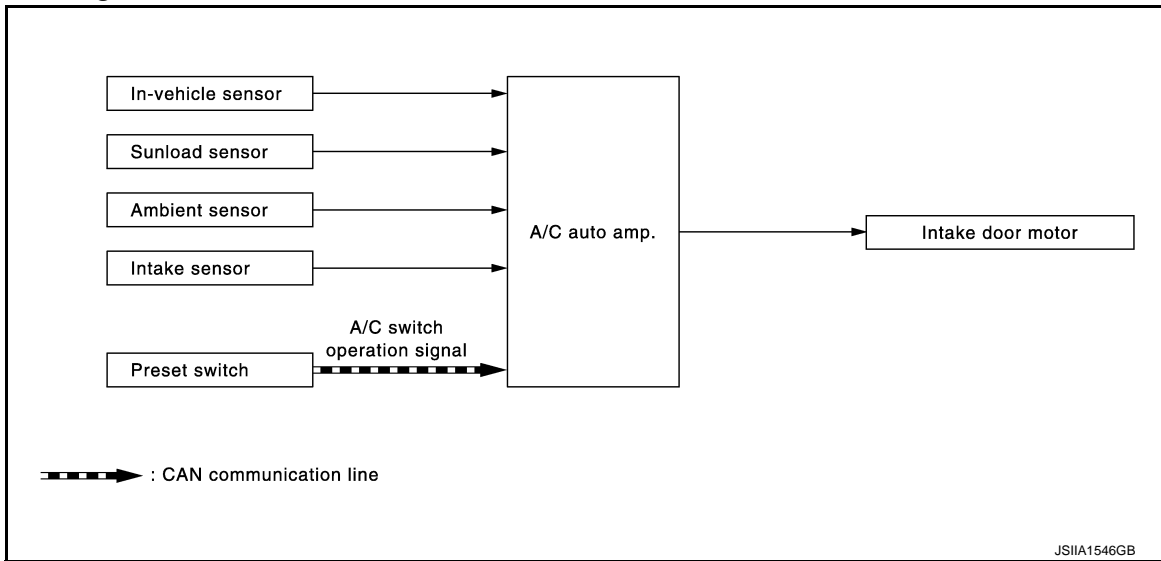 In-vehicle sensor
Sunload sensor
Ambient sensor
Intake sensor
A/C auto amp.
Intake door motor
A/C switch
operation signal
Preset switch
: CAN communication line
JSIIA1546GB